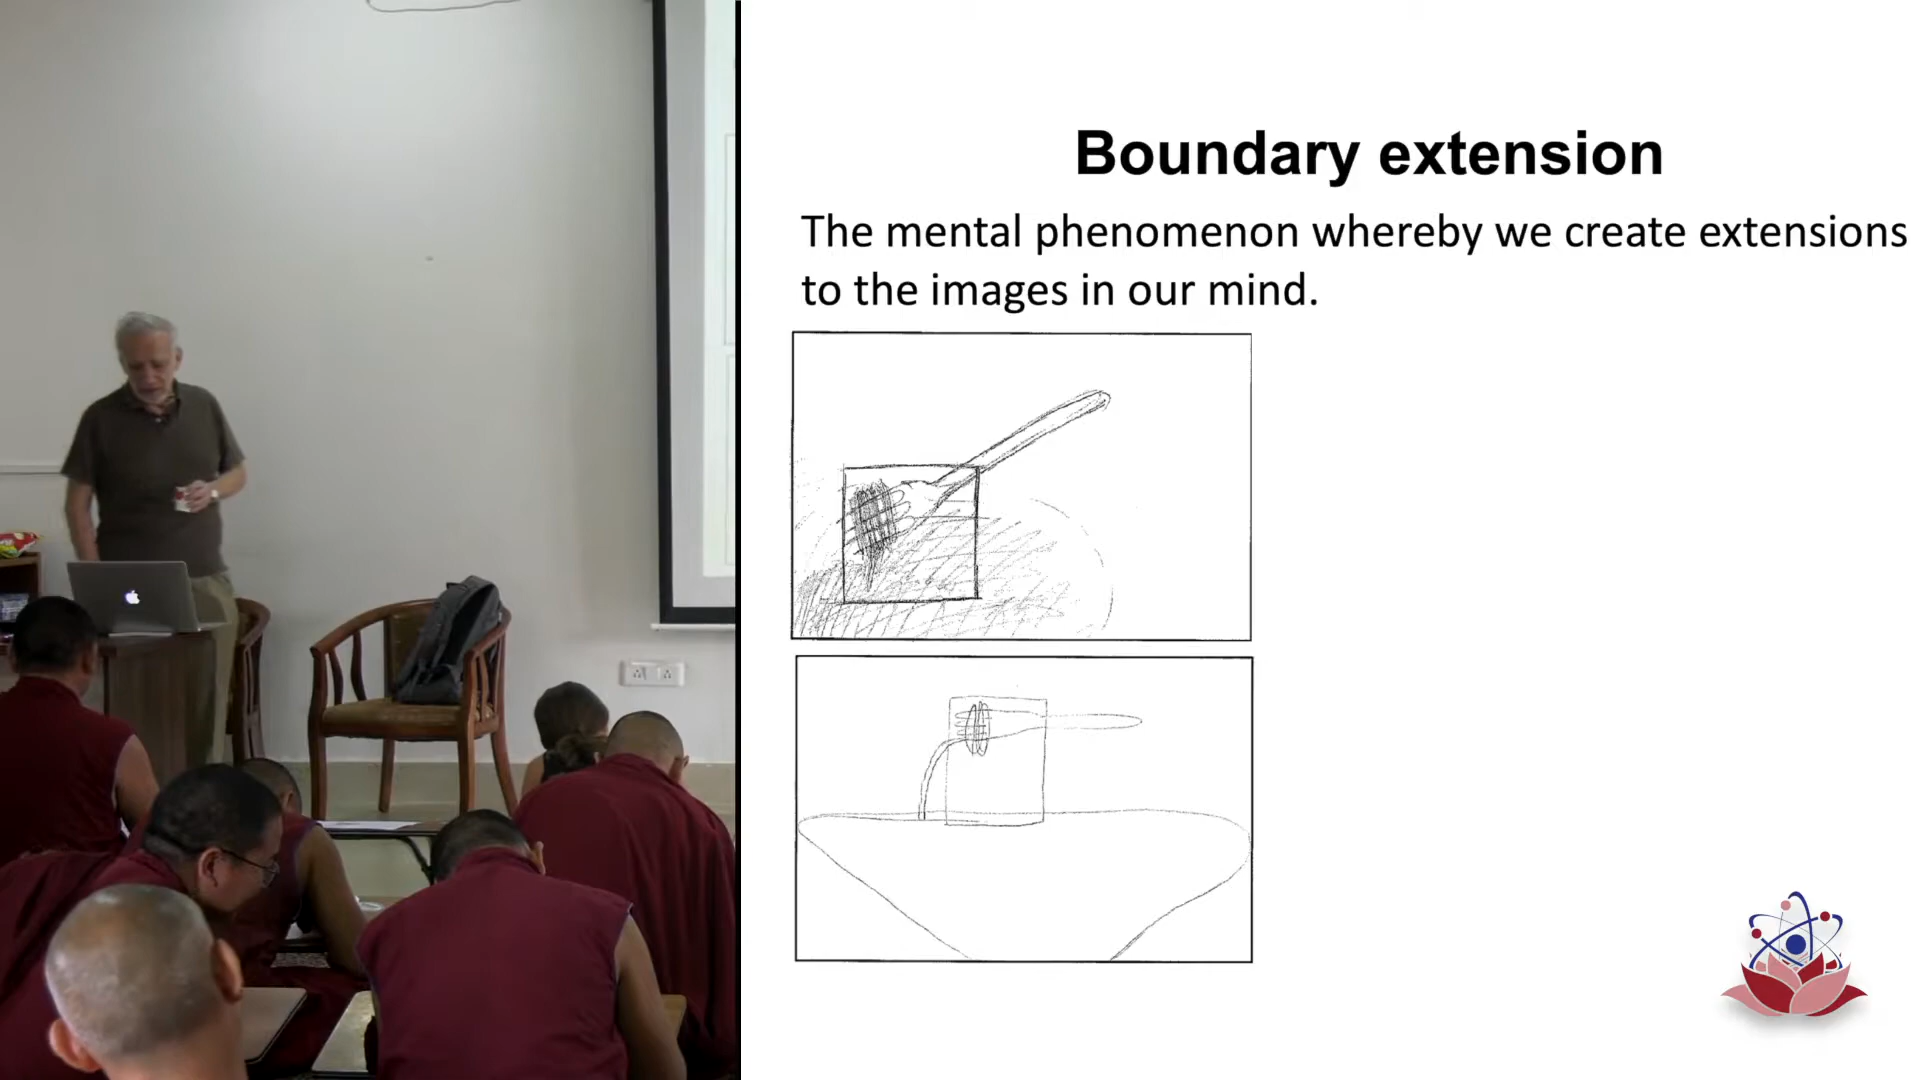 Boundary extension
The mental phenomenon whereby we create extensions
to the images in our mind.